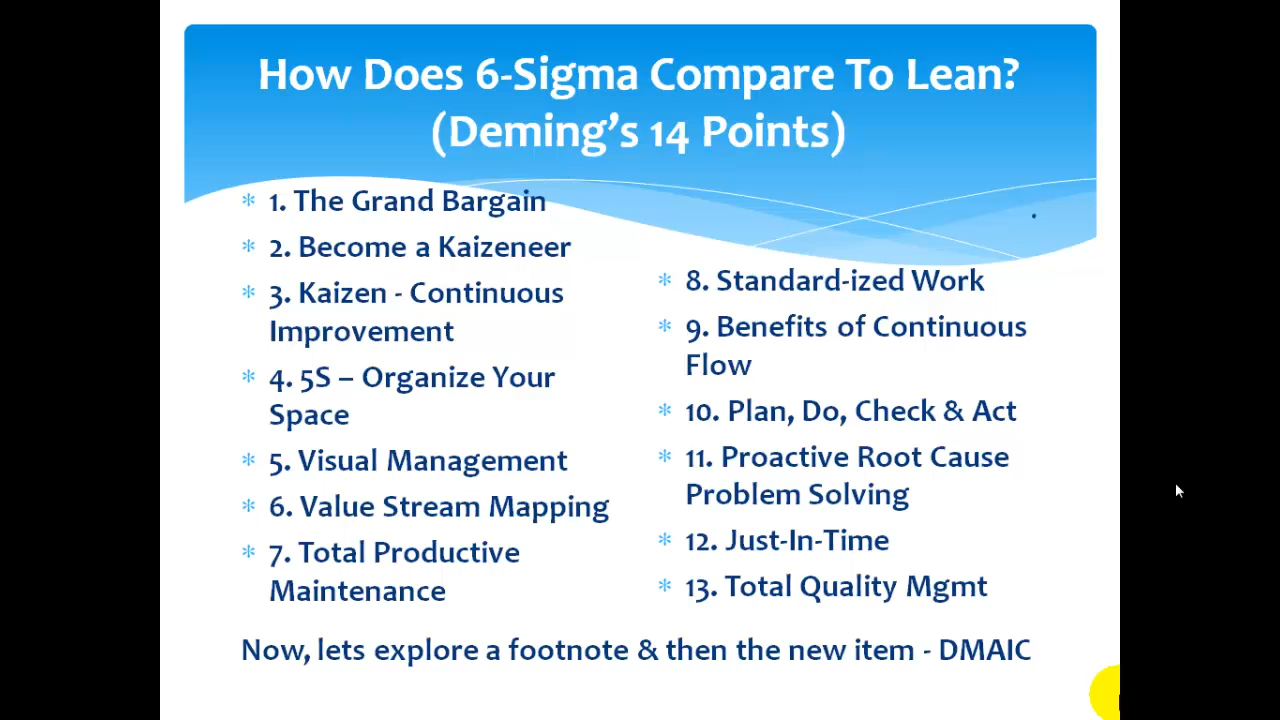 How Does 6-Sigma Compare To Lean?
(Deming's 14 Points)
* 1. The Grand Bargain
* 2. Become a Kaizeneer
* 3. Kaizen - Continuous
Improvement
* 4. 5S – Organize Your
Space
* 5. Visual Management
* 6. Value Stream Mapping
* 7. Total Productive
Maintenance
.
* 8. Standard-ized Work
* 9. Benefits of Continuous
Flow
* 10. Plan, Do, Check & Act
* 11. Proactive Root Cause
Problem Solving
* 12. Just-In-Time
* 13. Total Quality Mgmt
Now, lets explore a footnote & then the new item - DMAIC